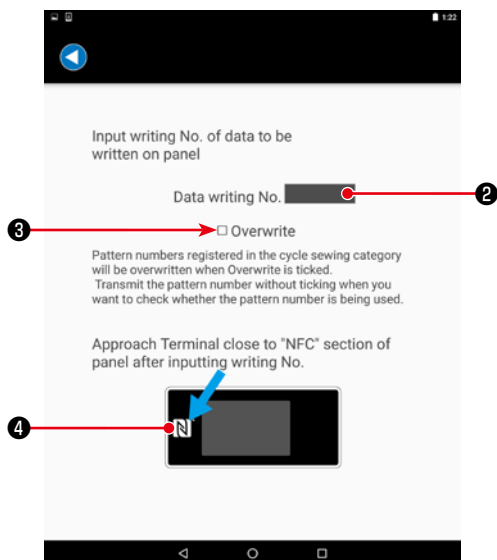 1:22
Input writing No. of data to be
written on panel
Data writing No.
❷
❸
Overwrite
Pattern numbers registered in the cycle sewing category
will be overwritten when Overwrite is ticked.
Transmit the pattern number without ticking when you
want to check whether the pattern number is being used.
Approach Terminal close to "NFC" section of
panel after inputting writing No.
❹